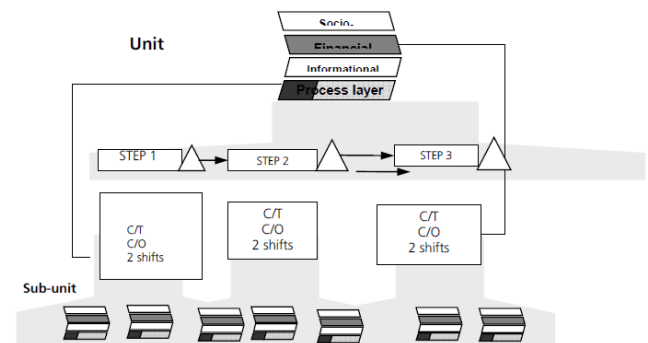 Socio-
Unit
Financial
Informational
Process layer
STEP 1
STEP 2
STEP 3
C/T
C/O
2 shifts
C/T
C/O
2 shifts
C/T
C/O
2 shifts
Sub-unit